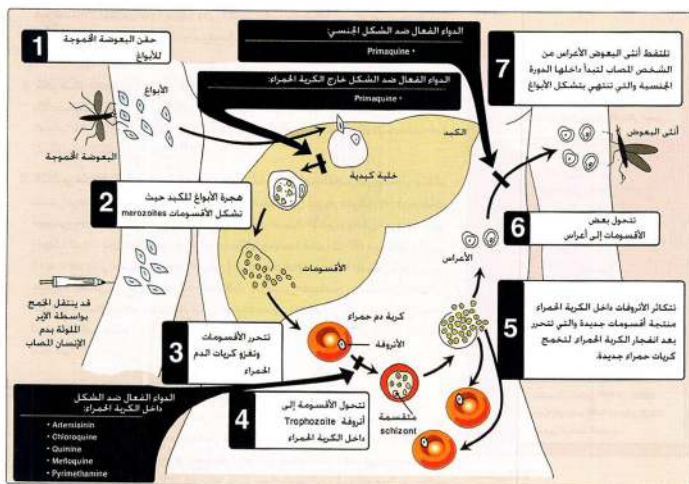 1
حقن البعوضة الخموجة
للأبواغ
الأبواغ
البعوضة الخموجة
الدواء الفعال ضد الشكل الجنسي:
• Primaquine
الدواء الفعال ضد الشكل خارج الكرية الحمراء:
• Primaquine
الكبد
خلية كبدية
2
هجرة الأبواغ للكبد حيث
تشكل الأقسومات merozoites
الأقسومات
قد ينتقل الخمج
بواسطة الإبر
الملوثة بدم
الإنسان المصاب
3
تتحرر الأقسومات
وتغزو كريات الدم
الحمراء
كرية دم حمراء
الأتروفة
4
تتحول الأقسومة إلى
أتروفة Trophozoite
داخل الكرية الحمراء
منقسمة
schizont
الدواء الفعال ضد الشكل
داخل الكرية الحمراء:
• Artemisinin
• Chloroquine
• Quinine
• Mefloquine
• Pyrimethamine
5
تتكاثر الأتروفات داخل الكرية الحمراء
منتجة أقسومات جديدة والتي تتحرر
بعد انفجار الكرية الحمراء لتخمج
كريات حمراء جديدة.
6
تتحول بعض
الأقسومات إلى أعراس
الأعراس
7
تلتقط أنثى البعوض الأعراس من
الشخص المصاب لتبدأ داخلها الدورة
الجنسية والتي تنتهي بتشكل الأبواغ
أنثى البعوض